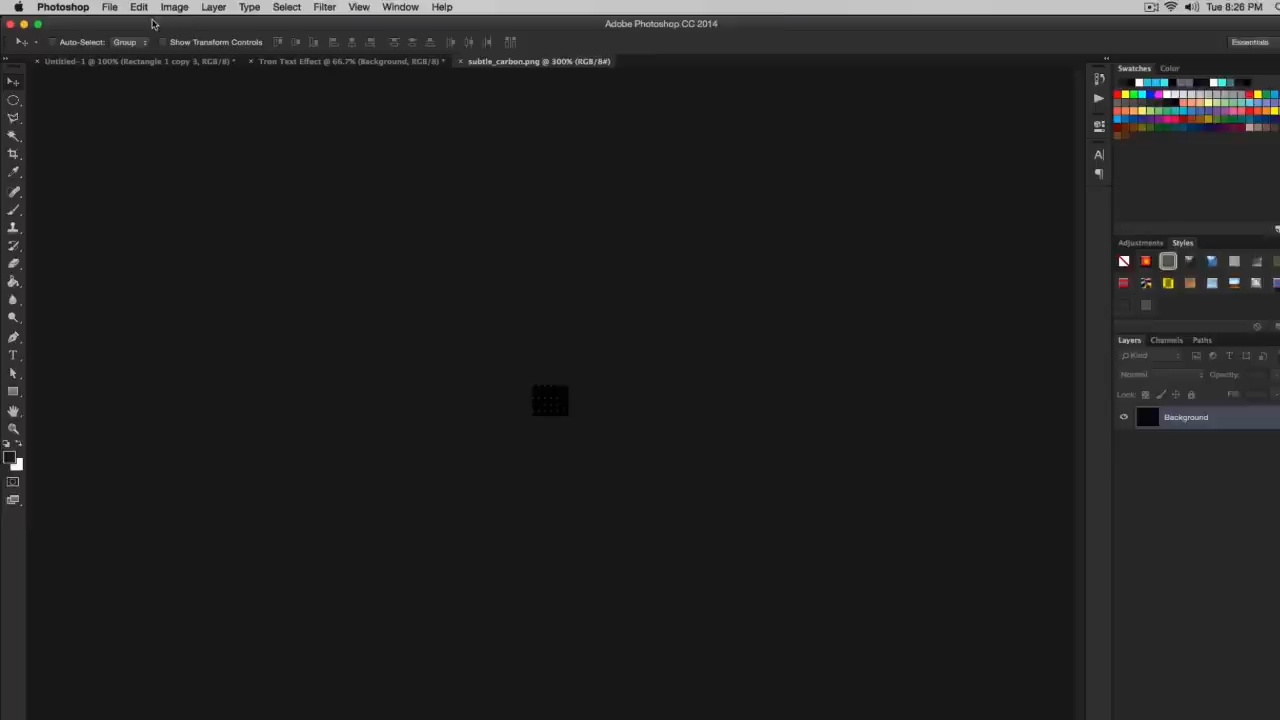 Photoshop File Edit Image Layer Type Select Filter View Window Help Tue 8:26 PM
Adobe Photoshop CC 2014
Auto-Select: Group Show Transform Controls Essentials
Untitled-1 @ 100% (Rectangle 1 copy 3, RGB/8) * Tron Text Effect @ 66.7% (Background, RGB/8) * subtle_carbon.png @ 300% (RGB/8#)
Swatches Color
Adjustments Styles
Layers Channels Paths
Kind
Normal Opacity:
Lock: Fill:
Background